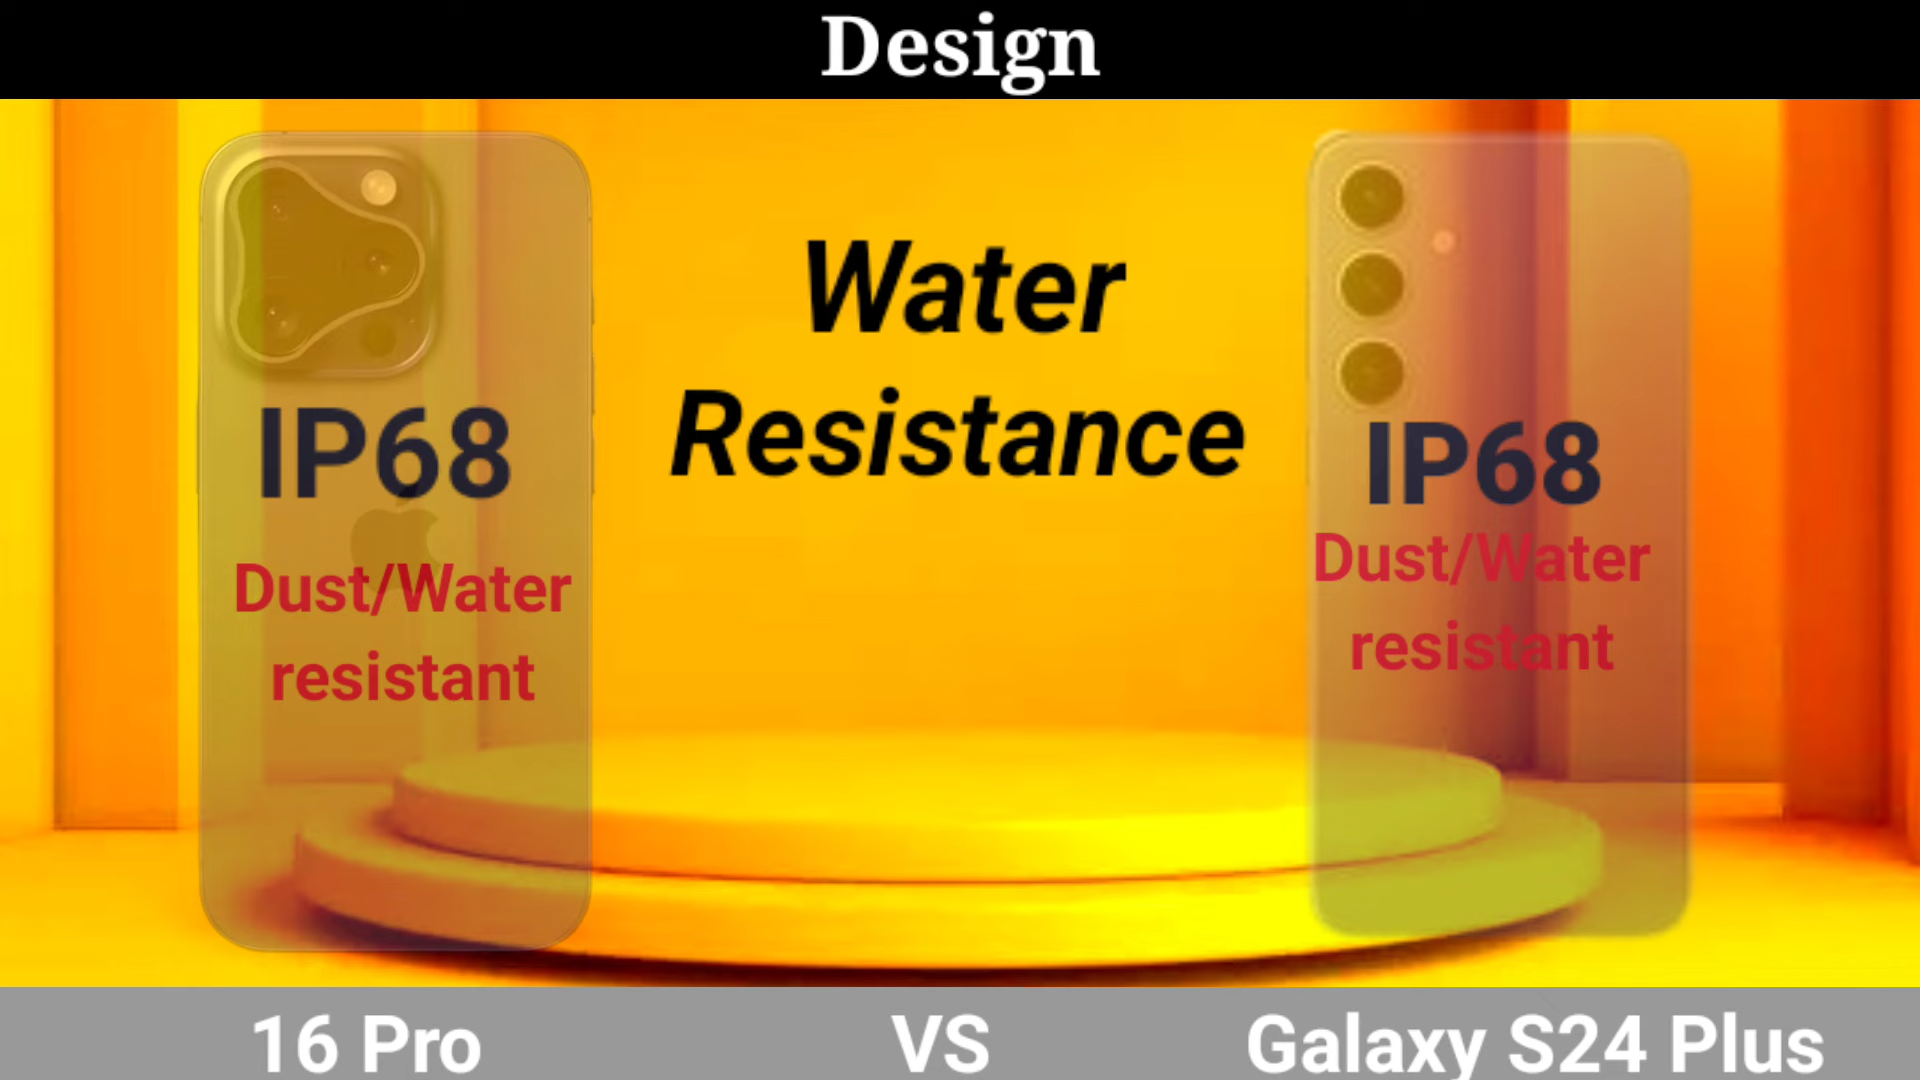 Design
Water
Resistance
IP68
Dust/Water
resistant
IP68
Dust/Water
resistant
16 Pro
VS
Galaxy S24 Plus